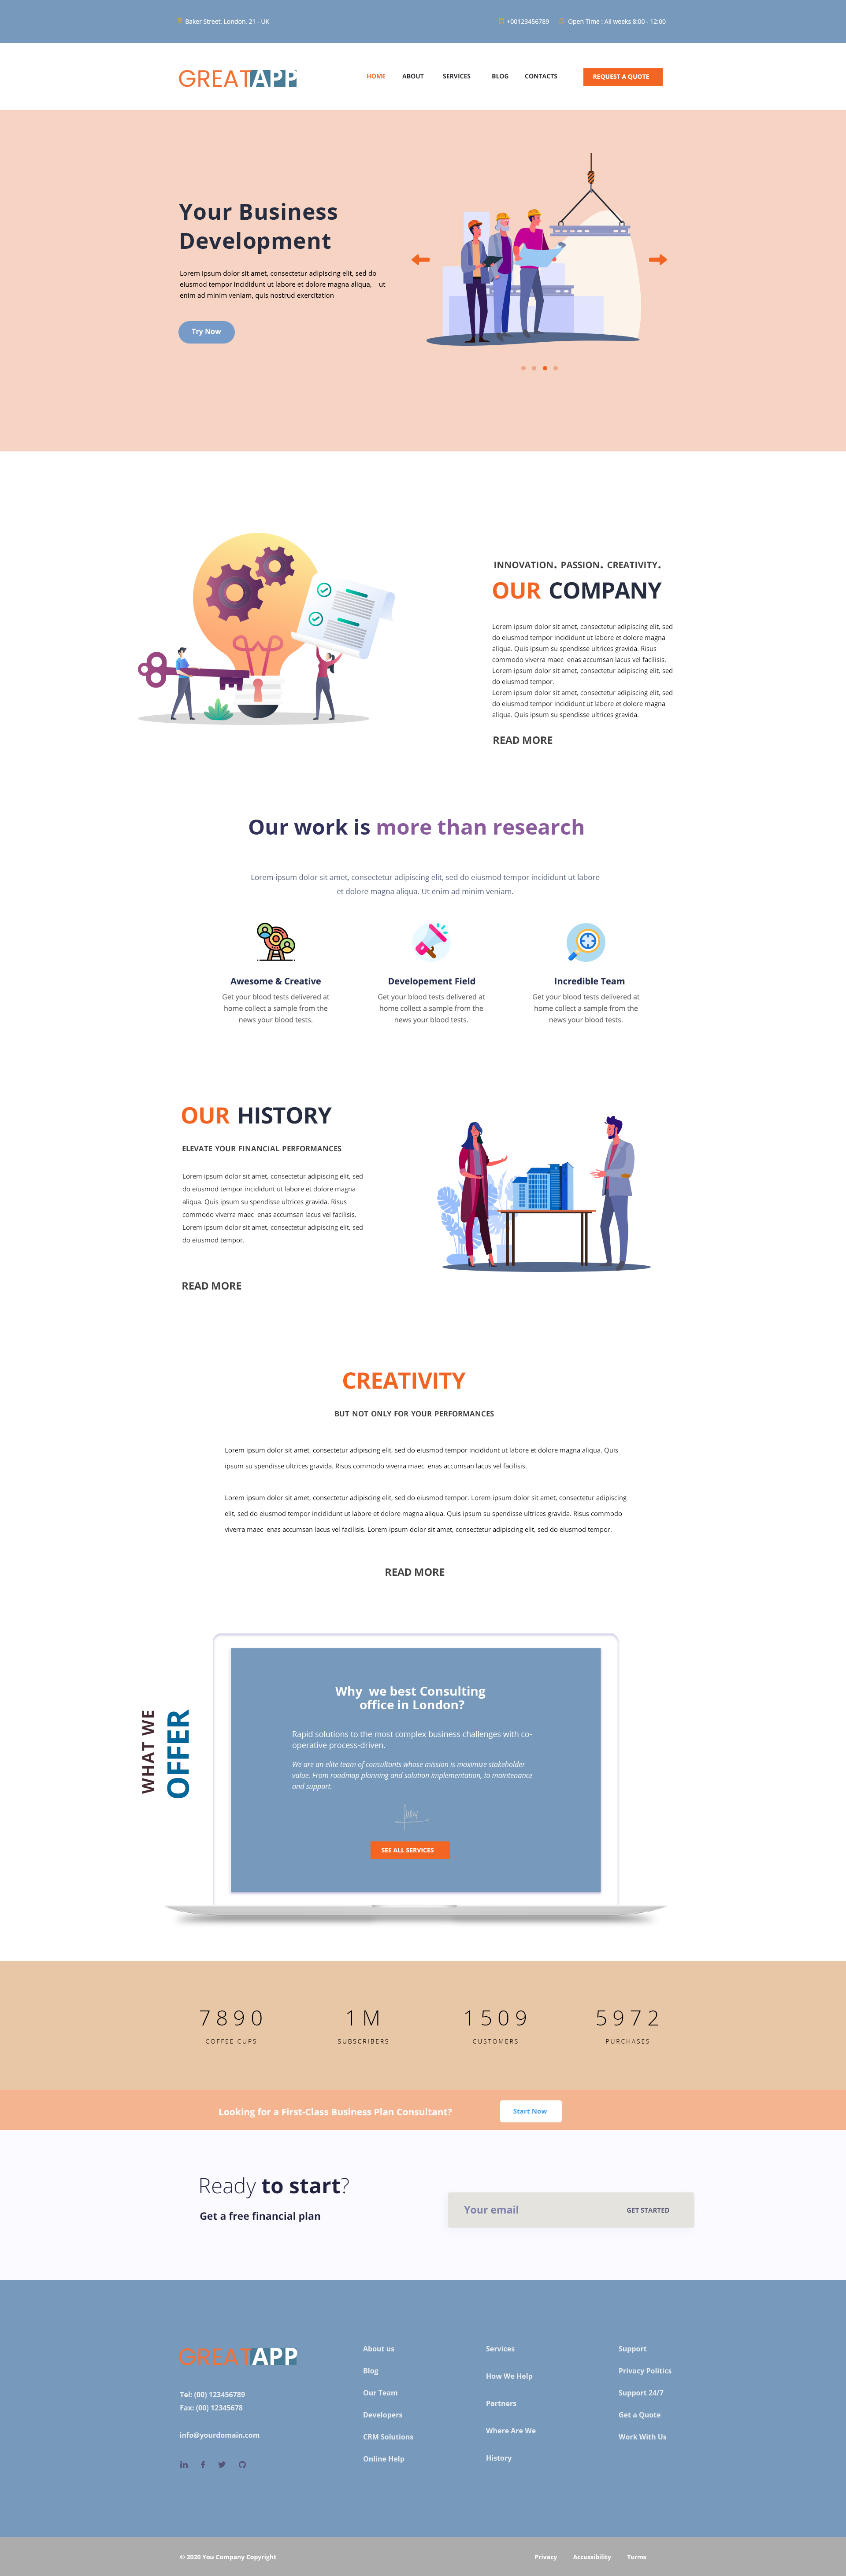 Baker Street, London, 21 - UK
+00123456789
Open Time : All weeks 8:00 - 12:00
GREATAPP
HOME
ABOUT
SERVICES
BLOG
CONTACTS
REQUEST A QUOTE
Your Business
Development
Lorem ipsum dolor sit amet, consectetur adipiscing elit, sed do
eiusmod tempor incididunt ut labore et dolore magna aliqua, ut
enim ad minim veniam, quis nostrud exercitation
Try Now
INNOVATION. PASSION. CREATIVITY.
OUR COMPANY
Lorem ipsum dolor sit amet, consectetur adipiscing elit, sed
do eiusmod tempor incididunt ut labore et dolore magna
aliqua. Quis ipsum su spendisse ultrices gravida. Risus
commodo viverra maec enas accumsan lacus vel facilisis.
Lorem ipsum dolor sit amet, consectetur adipiscing elit, sed
do eiusmod tempor.
Lorem ipsum dolor sit amet, consectetur adipiscing elit, sed
do eiusmod tempor incididunt ut labore et dolore magna
aliqua. Quis ipsum su spendisse ultrices gravida.
READ MORE
Our work is more than research
Lorem ipsum dolor sit amet, consectetur adipiscing elit, sed do eiusmod tempor incididunt ut labore
et dolore magna aliqua. Ut enim ad minim veniam.
Awesome & Creative
Get your blood tests delivered at
home collect a sample from the
news your blood tests.
Developement Field
Get your blood tests delivered at
home collect a sample from the
news your blood tests.
Incredible Team
Get your blood tests delivered at
home collect a sample from the
news your blood tests.
OUR HISTORY
ELEVATE YOUR FINANCIAL PERFORMANCES
Lorem ipsum dolor sit amet, consectetur adipiscing elit, sed
do eiusmod tempor incididunt ut labore et dolore magna
aliqua. Quis ipsum su spendisse ultrices gravida. Risus
commodo viverra maec enas accumsan lacus vel facilisis.
Lorem ipsum dolor sit amet, consectetur adipiscing elit, sed
do eiusmod tempor.
READ MORE
CREATIVITY
BUT NOT ONLY FOR YOUR PERFORMANCES
Lorem ipsum dolor sit amet, consectetur adipiscing elit, sed do eiusmod tempor incididunt ut labore et dolore magna aliqua. Quis
ipsum su spendisse ultrices gravida. Risus commodo viverra maec enas accumsan lacus vel facilisis.
Lorem ipsum dolor sit amet, consectetur adipiscing elit, sed do eiusmod tempor. Lorem ipsum dolor sit amet, consectetur adipiscing
elit, sed do eiusmod tempor incididunt ut labore et dolore magna aliqua. Quis ipsum su spendisse ultrices gravida. Risus commodo
viverra maec enas accumsan lacus vel facilisis. Lorem ipsum dolor sit amet, consectetur adipiscing elit, sed do eiusmod tempor.
READ MORE
WHAT WE
OFFER
Why we best Consulting
office in London?
Rapid solutions to the most complex business challenges with co-
operative process-driven.
We are an elite team of consultants whose mission is maximize stakeholder
value. From roadmap planning and solution implementation, to maintenance
and support.
SEE ALL SERVICES
7890
COFFEE CUPS
1M
SUBSCRIBERS
1509
CUSTOMERS
5972
PURCHASES
Looking for a First-Class Business Plan Consultant?
Start Now
Ready to start?
Get a free financial plan
Your email
GET STARTED
GREATAPP
Tel: (00) 123456789
Fax: (00) 12345678
info@yourdomain.com
About us
Blog
Our Team
Developers
CRM Solutions
Online Help
Services
How We Help
Partners
Where Are We
History
Support
Privacy Politics
Support 24/7
Get a Quote
Work With Us
© 2020 You Company Copyright
Privacy
Accessibility
Terms